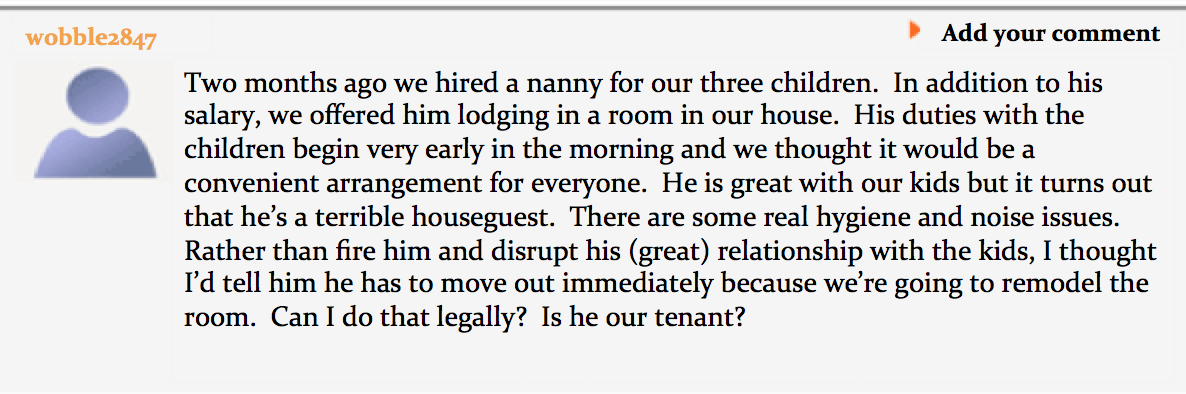 wobble2847
Add your comment
Two months ago we hired a nanny for our three children.  In addition to his
salary, we offered him lodging in a room in our house.  His duties with the
children begin very early in the morning and we thought it would be a
convenient arrangement for everyone.  He is great with our kids but it turns out
that he’s a terrible houseguest.  There are some real hygiene and noise issues.
Rather than fire him and disrupt his (great) relationship with the kids, I thought
I’d tell him he has to move out immediately because we’re going to remodel the
room.  Can I do that legally?  Is he our tenant?